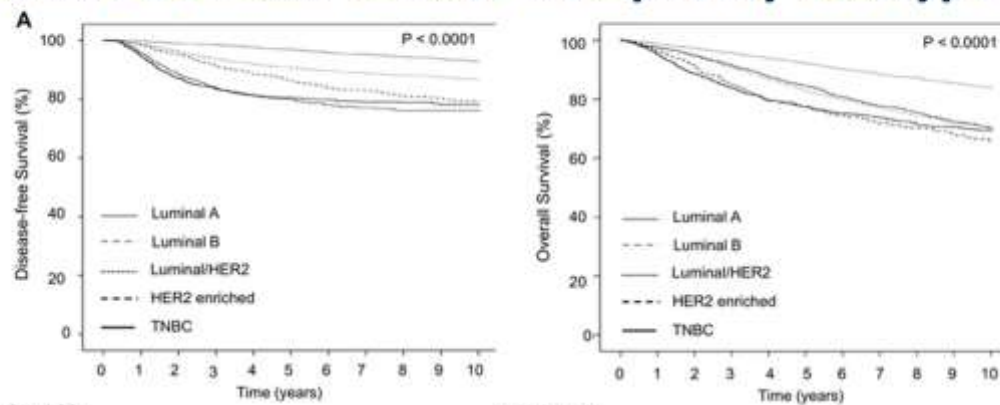 A
P < 0.0001
Disease-free Survival (%)
100
80
60
40
20
0
Luminal A
Luminal B
Luminal/HER2
HER2 enriched
TNBC
0 1 2 3 4 5 6 7 8 9 10
Time (years)
P < 0.0001
Overall Survival (%)
100
80
60
40
20
0
Luminal A
Luminal B
Luminal/HER2
HER2 enriched
TNBC
0 1 2 3 4 5 6 7 8 9 10
Time (years)